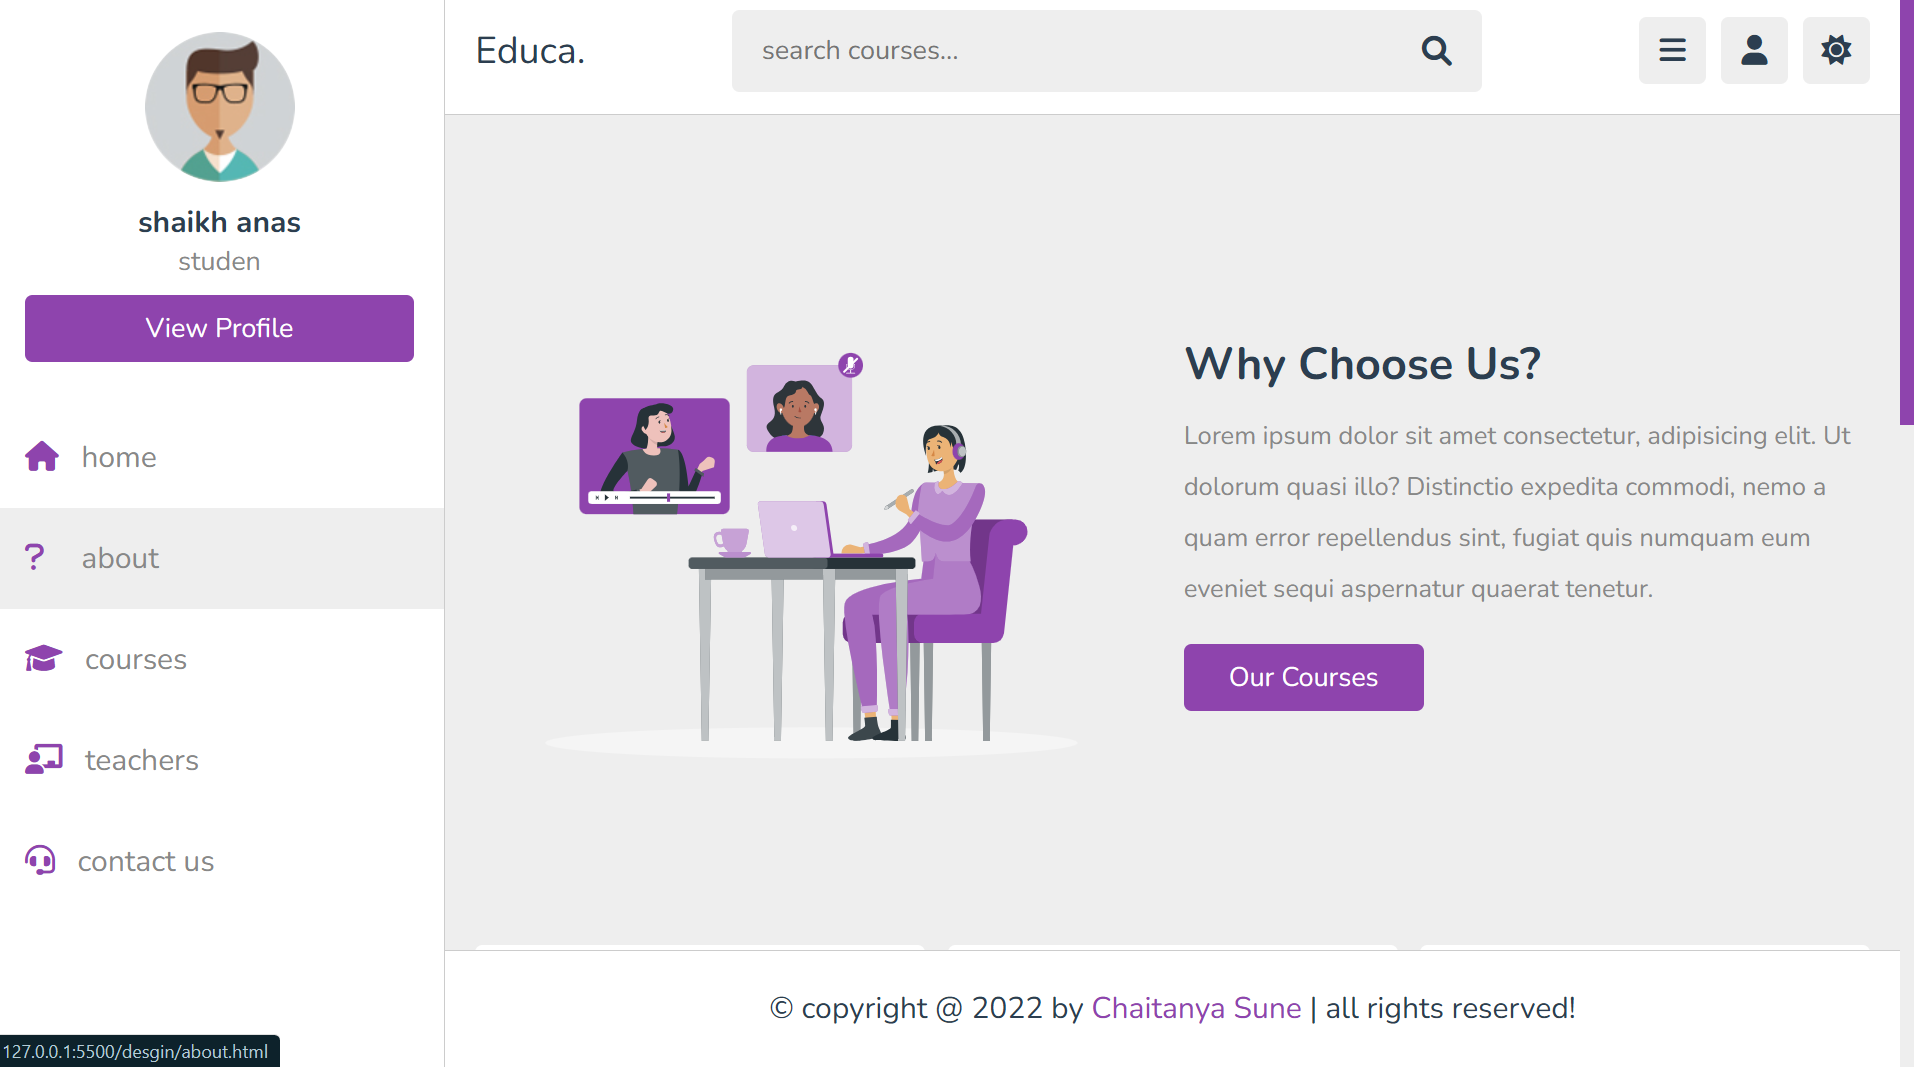 shaikh anas
studen
View Profile
home
about
courses
teachers
contact us
Educa.
search courses...
Why Choose Us?
Lorem ipsum dolor sit amet consectetur, adipisicing elit. Ut
dolorum quasi illo? Distinctio expedita commodi, nemo a
quam error repellendus sint, fugiat quis numquam eum
eveniet sequi aspernatur quaerat tenetur.
Our Courses
© copyright @ 2022 by Chaitanya Sune | all rights reserved!
127.0.0.1:5500/desgin/about.html